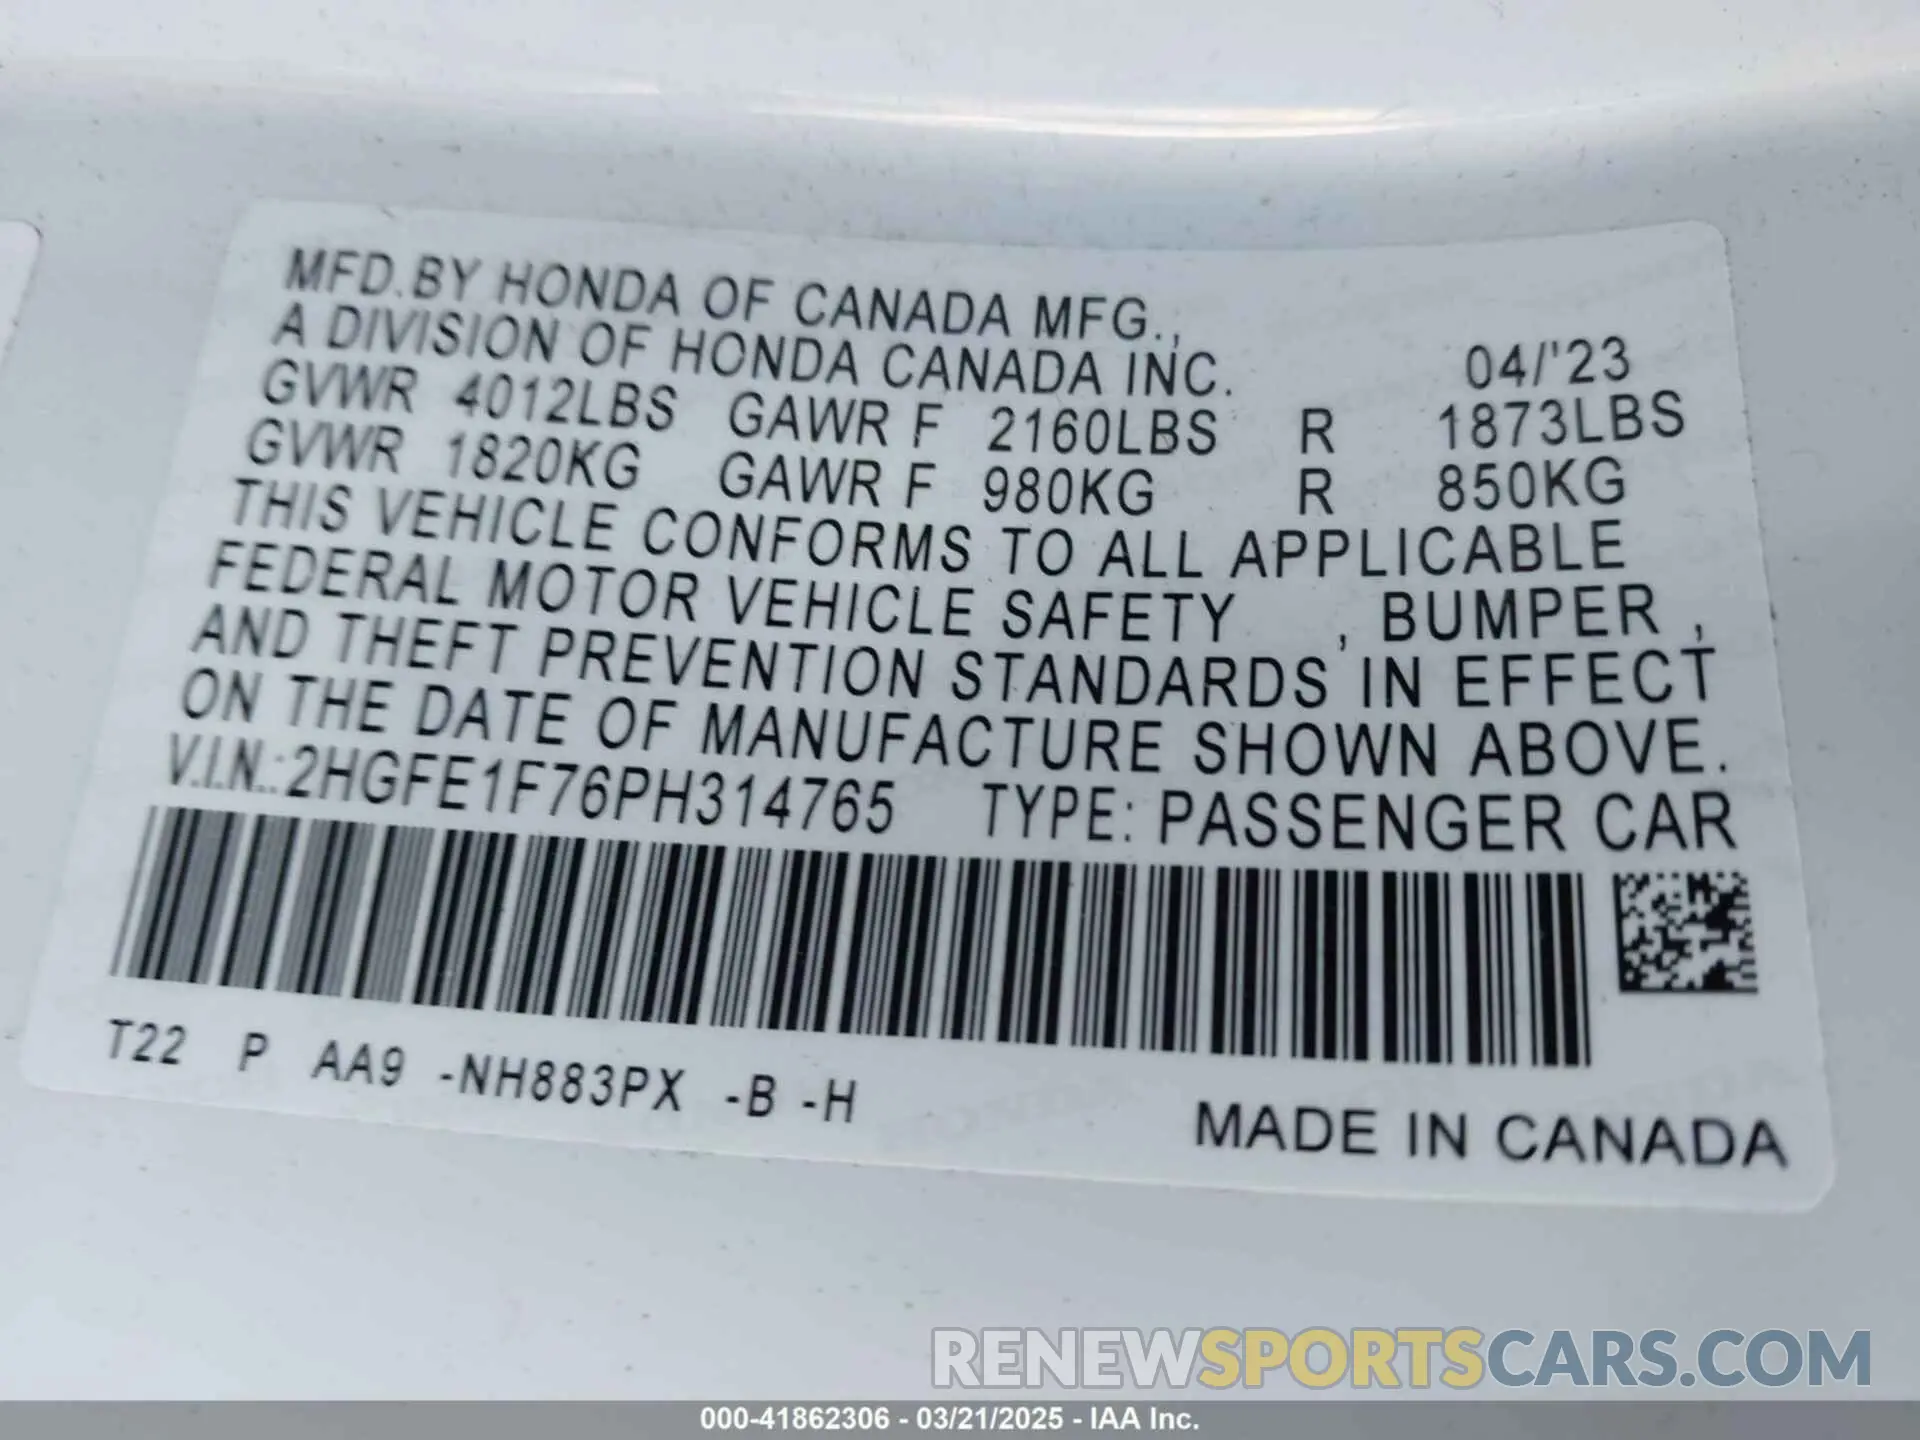 MFD.BY HONDA OF CANADA MFG.,
A DIVISION OF HONDA CANADA INC. 04/'23
GVWR 4012LBS GAWR F 2160LBS R 1873LBS
GVWR 1820KG GAWR F 980KG R 850KG
THIS VEHICLE CONFORMS TO ALL APPLICABLE
FEDERAL MOTOR VEHICLE SAFETY , BUMPER ,
AND THEFT PREVENTION STANDARDS IN EFFECT
ON THE DATE OF MANUFACTURE SHOWN ABOVE.
V.I.N.:2HGFE1F76PH314765 TYPE: PASSENGER CAR
T22 P AA9 -NH883PX -B -H
MADE IN CANADA
RENEWSPORTSCARS.COM
000-41862306 - 03/21/2025 - IAA Inc.